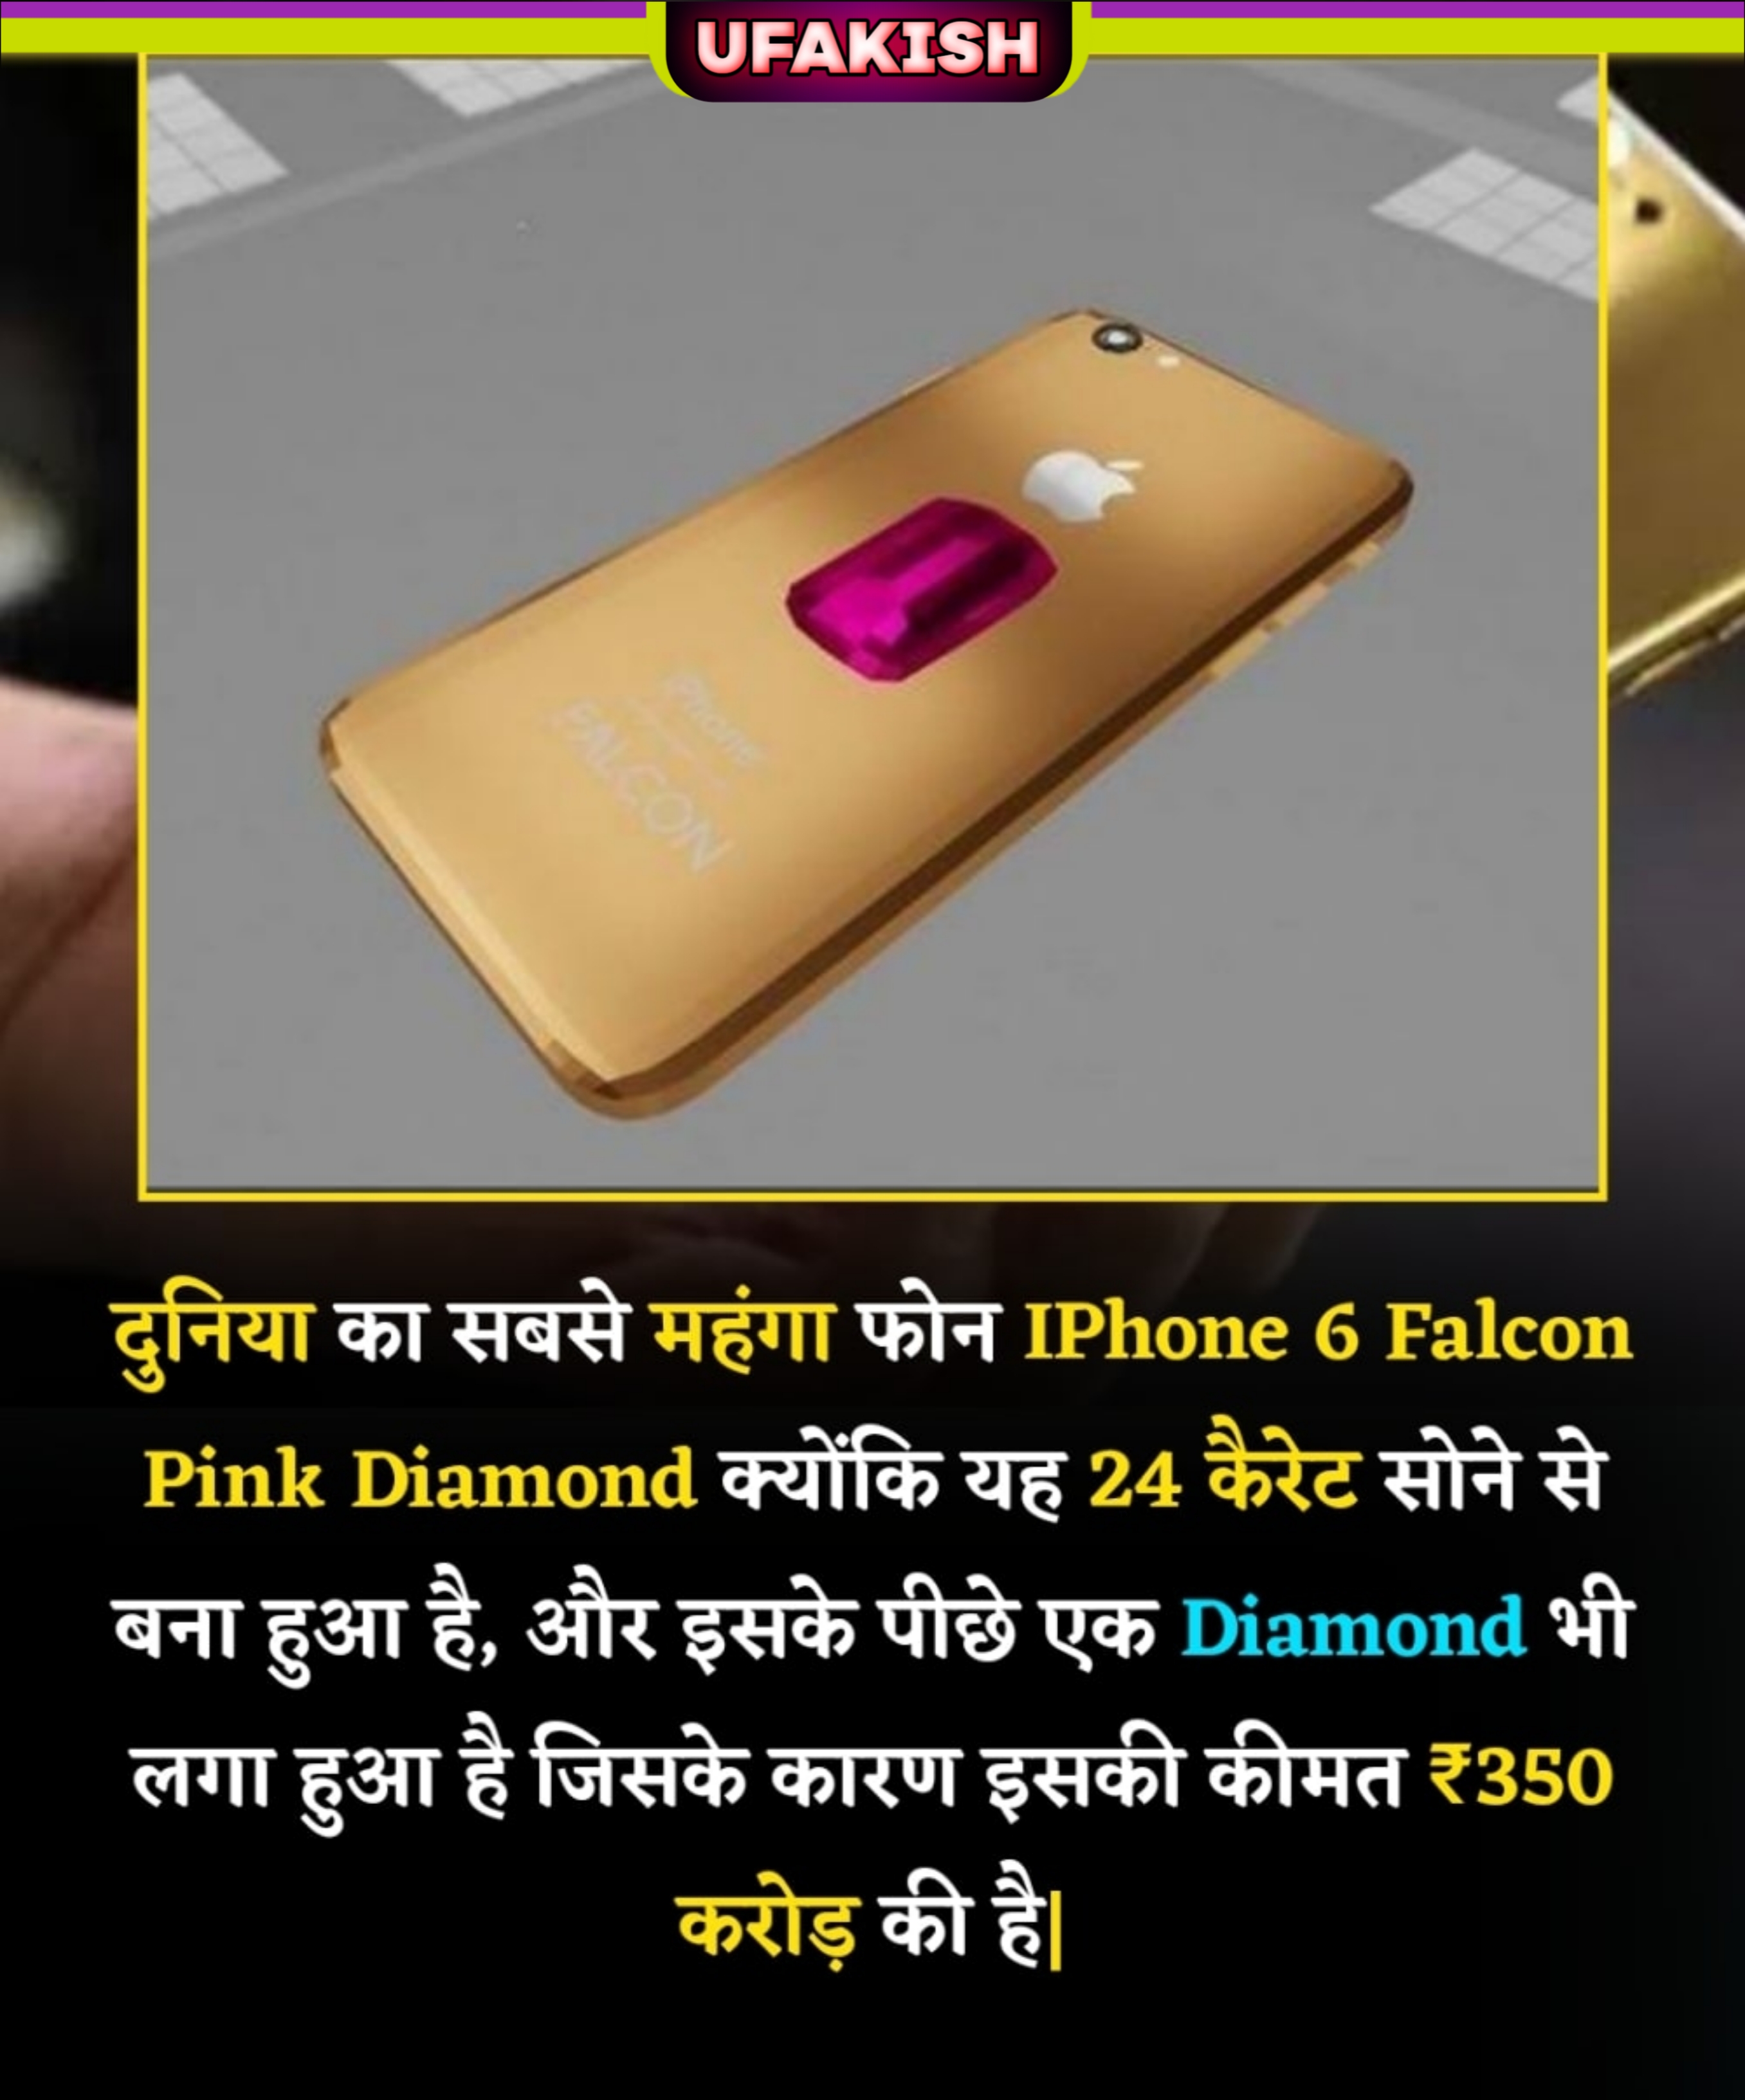 UFAKISH
iPhone
FALCON
दुनिया का सबसे महंगा फोन IPhone 6 Falcon
Pink Diamond क्योंकि यह 24 कैरेट सोने से
बना हुआ है, और इसके पीछे एक Diamond भी
लगा हुआ है जिसके कारण इसकी कीमत ₹350
करोड़ की है|